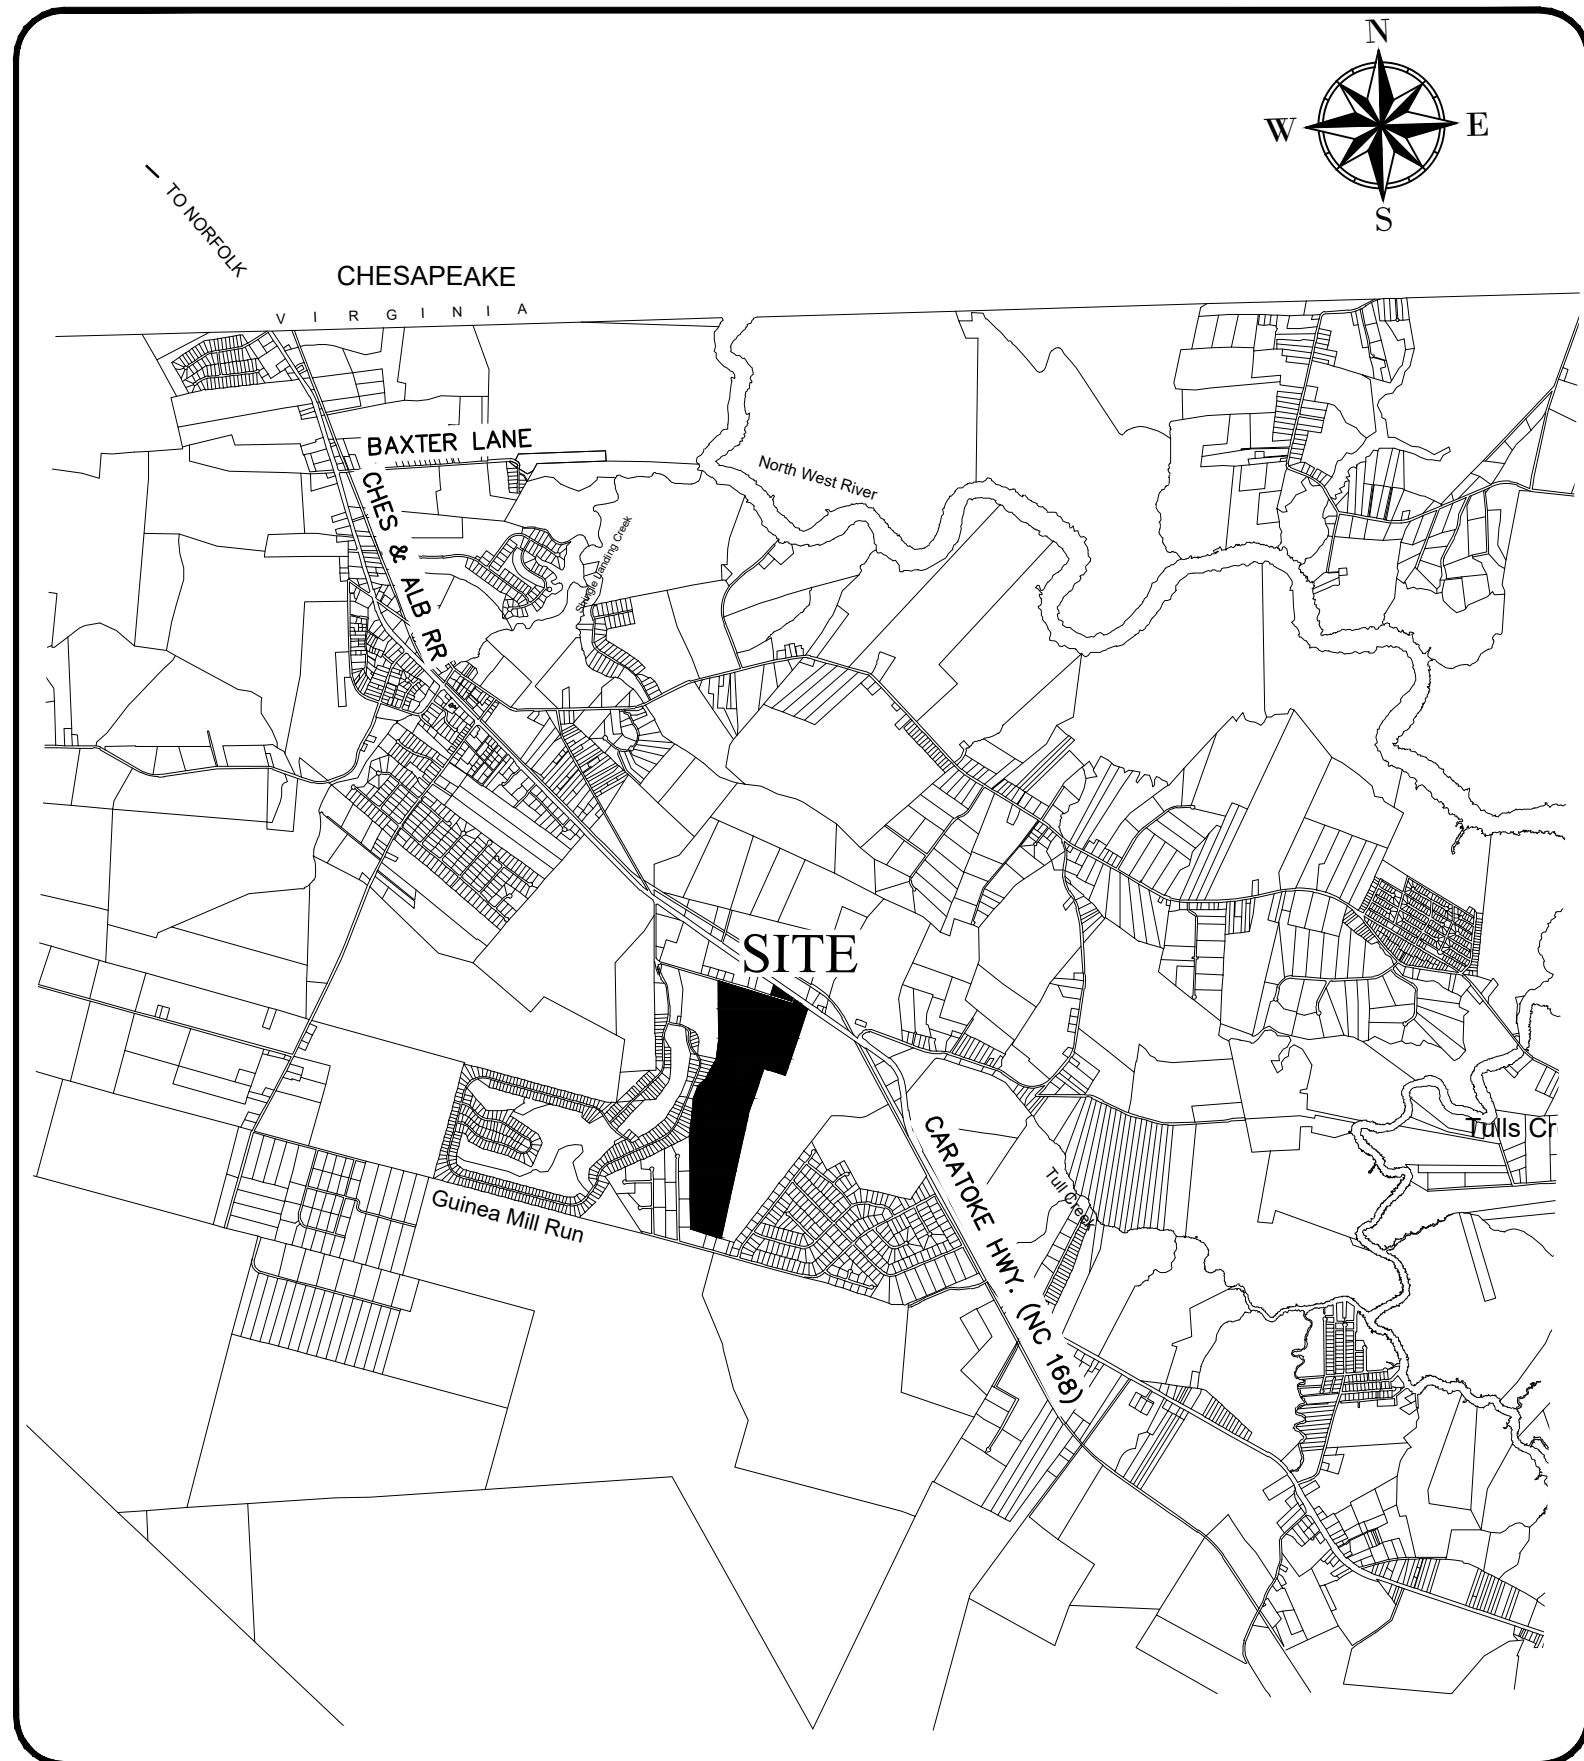 N
W E
S
TO NORFOLK
CHESAPEAKE
VIRGINIA
BAXTER LANE
North West River
CHES & ALB RR
Shingle Landing Creek
SITE
CARATOKE HWY. (NC 168)
Tulls Cr
Tull Creek
Guinea Mill Run